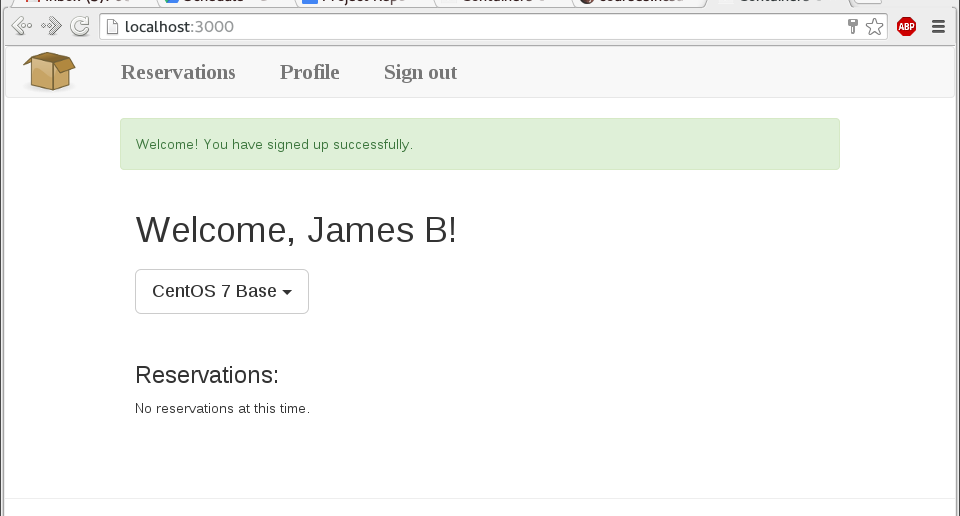 localhost:3000
ABP
Reservations Profile Sign out
Welcome! You have signed up successfully.
Welcome, James B!
CentOS 7 Base
Reservations:
No reservations at this time.